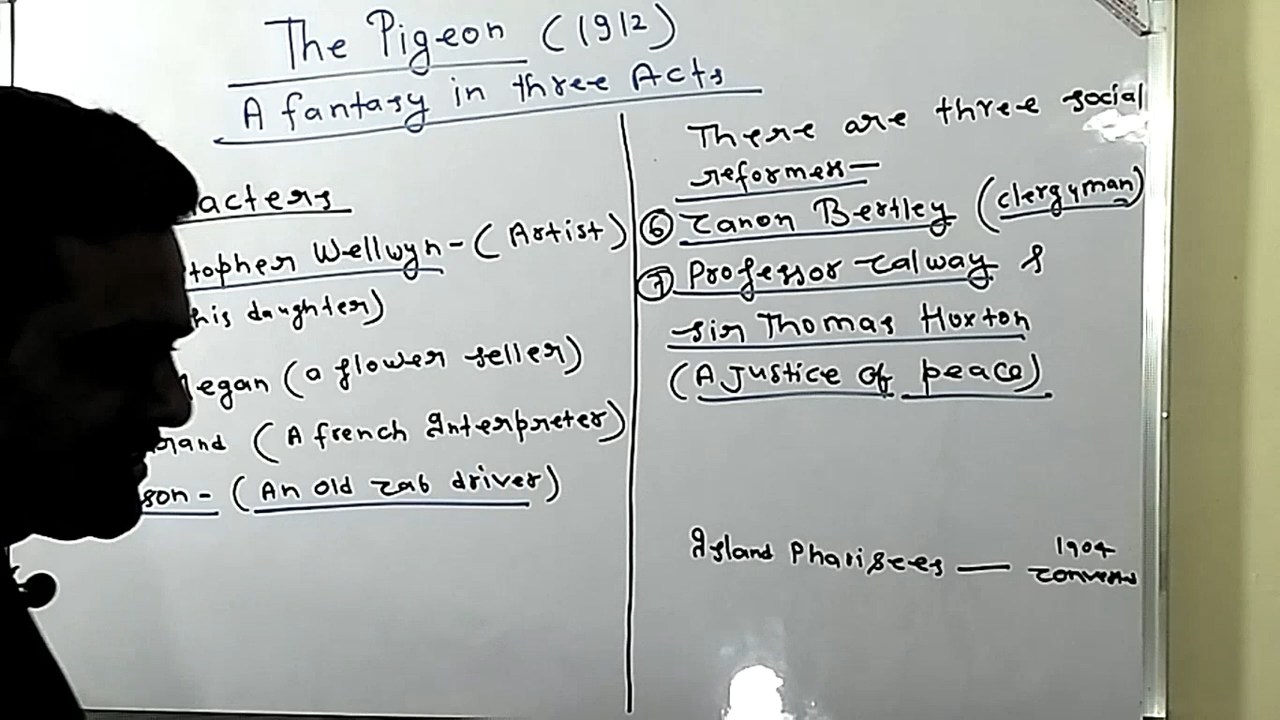 The Pigeon (1912)
A fantasy in three Acts
acters
topher Wellwyn - (Artist)
his daughter)
egan (a flower seller)
rand (A french Interpreter)
son - (An old cab driver)
There are three social
reformers—
⑥ Canon Bertley (clergyman)
⑦ Professor Calway &
Sir Thomas Huxton
(A Justice of peace)
Island Pharisees — 1904